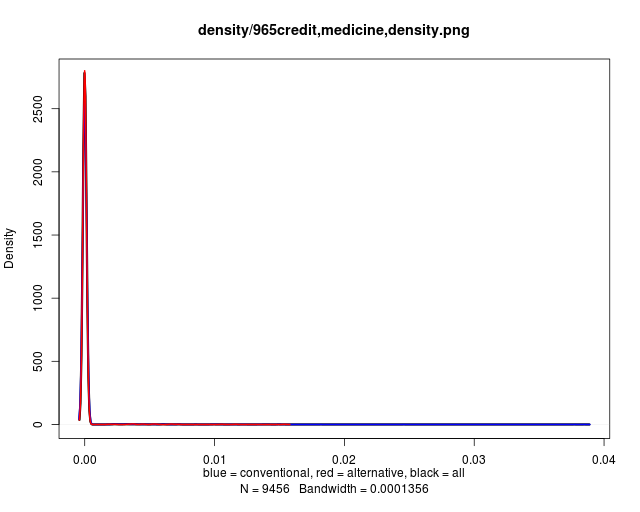 density/965credit,medicine,density.png
Density
2500
2000
1500
1000
500
0
0.00 0.01 0.02 0.03 0.04
blue = conventional, red = alternative, black = all
N = 9456 Bandwidth = 0.0001356